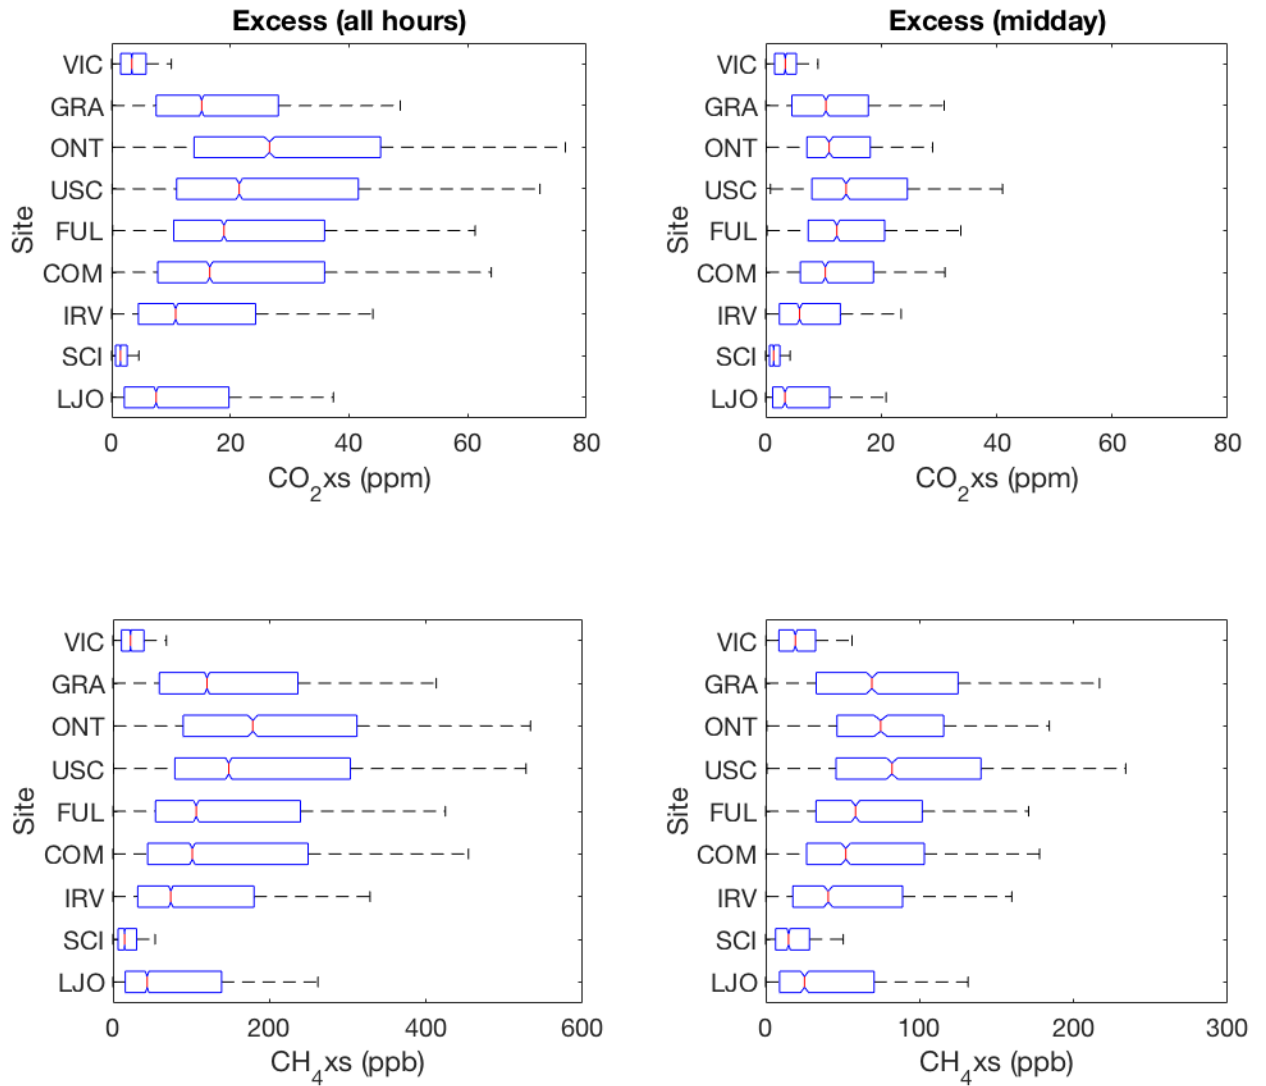 Excess (all hours)
VIC
GRA
ONT
USC
FUL
COM
IRV
SCI
LJO
Site
0 20 40 60 80
CO2xs (ppm)
Excess (midday)
VIC
GRA
ONT
USC
FUL
COM
IRV
SCI
LJO
Site
0 20 40 60 80
CO2xs (ppm)
VIC
GRA
ONT
USC
FUL
COM
IRV
SCI
LJO
Site
0 200 400 600
CH4xs (ppb)
VIC
GRA
ONT
USC
FUL
COM
IRV
SCI
LJO
Site
0 100 200 300
CH4xs (ppb)